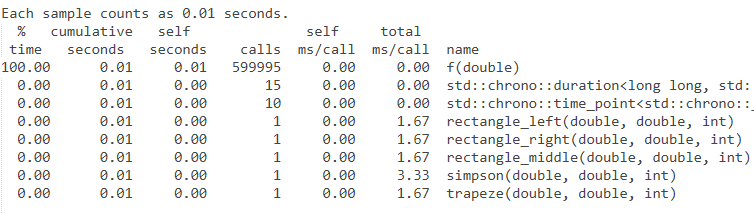 Each sample counts as 0.01 seconds.
  %   cumulative   self              self     total
 time   seconds   seconds    calls  ms/call  ms/call  name
100.00      0.01     0.01   599995     0.00     0.00  f(double)
  0.00      0.01     0.00       15     0.00     0.00  std::chrono::duration<long long, std:
  0.00      0.01     0.00       10     0.00     0.00  std::chrono::time_point<std::chrono::
  0.00      0.01     0.00        1     0.00     1.67  rectangle_left(double, double, int)
  0.00      0.01     0.00        1     0.00     1.67  rectangle_right(double, double, int)
  0.00      0.01     0.00        1     0.00     1.67  rectangle_middle(double, double, int)
  0.00      0.01     0.00        1     0.00     3.33  simpson(double, double, int)
  0.00      0.01     0.00        1     0.00     1.67  trapeze(double, double, int)